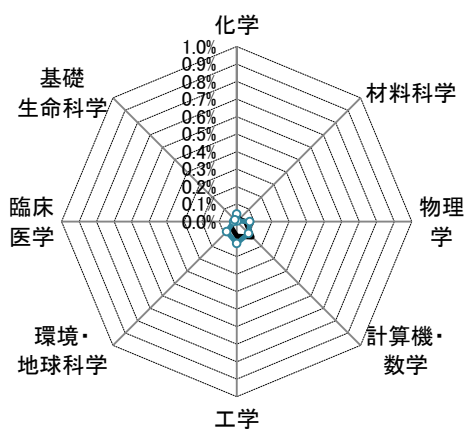 化学
1.0%
0.9%
0.8%
0.7%
0.6%
0.5%
0.4%
0.3%
0.2%
0.1%
0.0%
基礎
生命科学
材料科学
臨床
医学
物理
学
環境・
地球科学
計算機・
数学
工学